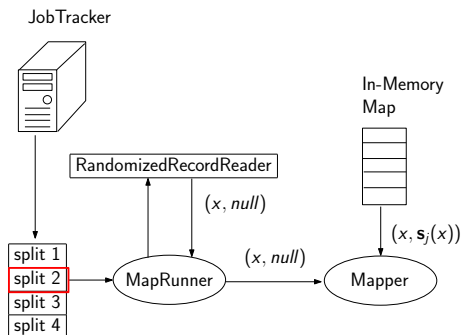 JobTracker
In-Memory
Map
RandomizedRecordReader
(x, null)
(x, s_j(x))
split 1
split 2
split 3
split 4
MapRunner
(x, null)
Mapper